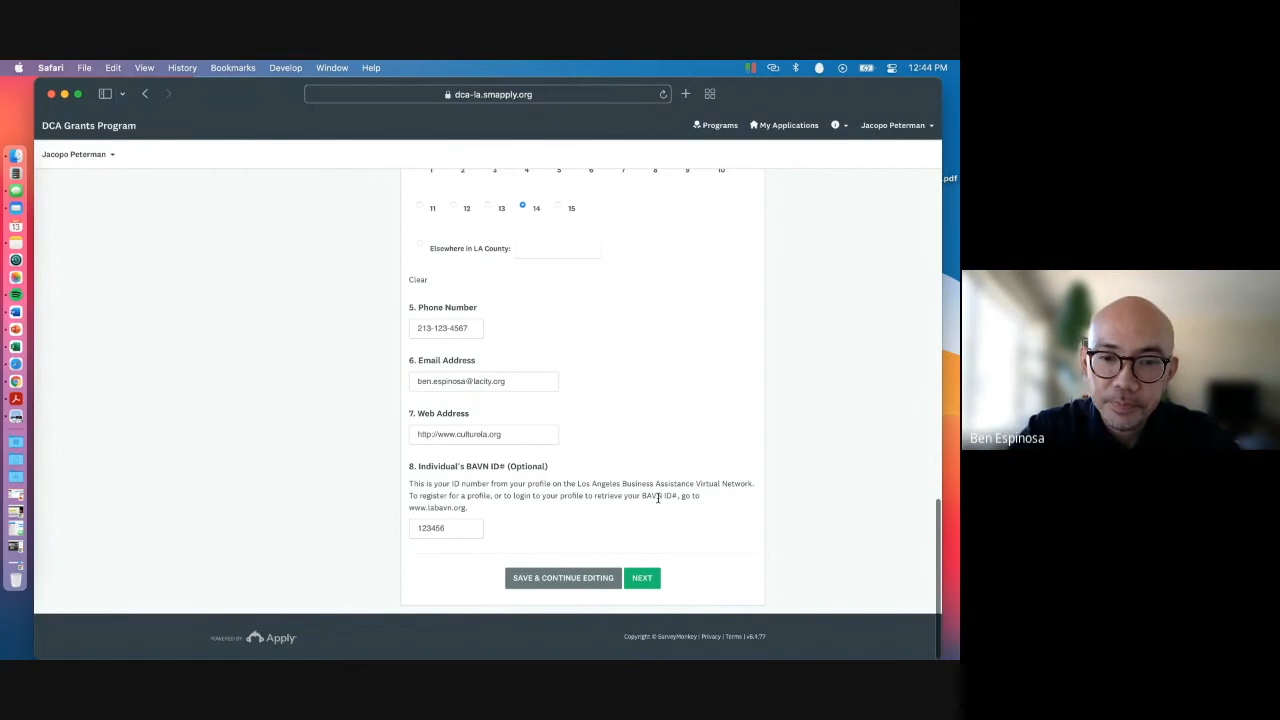 Safari File Edit View History Bookmarks Develop Window Help 12:44 PM
dca-la.smapply.org
DCA Grants Program Programs My Applications Jacopo Peterman
Jacopo Peterman
.pdf
1 2 3 4 5 6 7 8 9 10
11 12 13 14 15
Elsewhere in LA County:
Clear
5. Phone Number
213-123-4567
6. Email Address
ben.espinosa@lacity.org
7. Web Address
http://www.culturela.org
8. Individual's BAVN ID# (Optional)
This is your ID number from your profile on the Los Angeles Business Assistance Virtual Network.
To register for a profile, or to login to your profile to retrieve your BAVN ID#, go to
www.labavn.org.
123456
SAVE & CONTINUE EDITING NEXT
POWERED BY Apply
Copyright © SurveyMonkey | Privacy | Terms | v6.4.77
Ben Espinosa